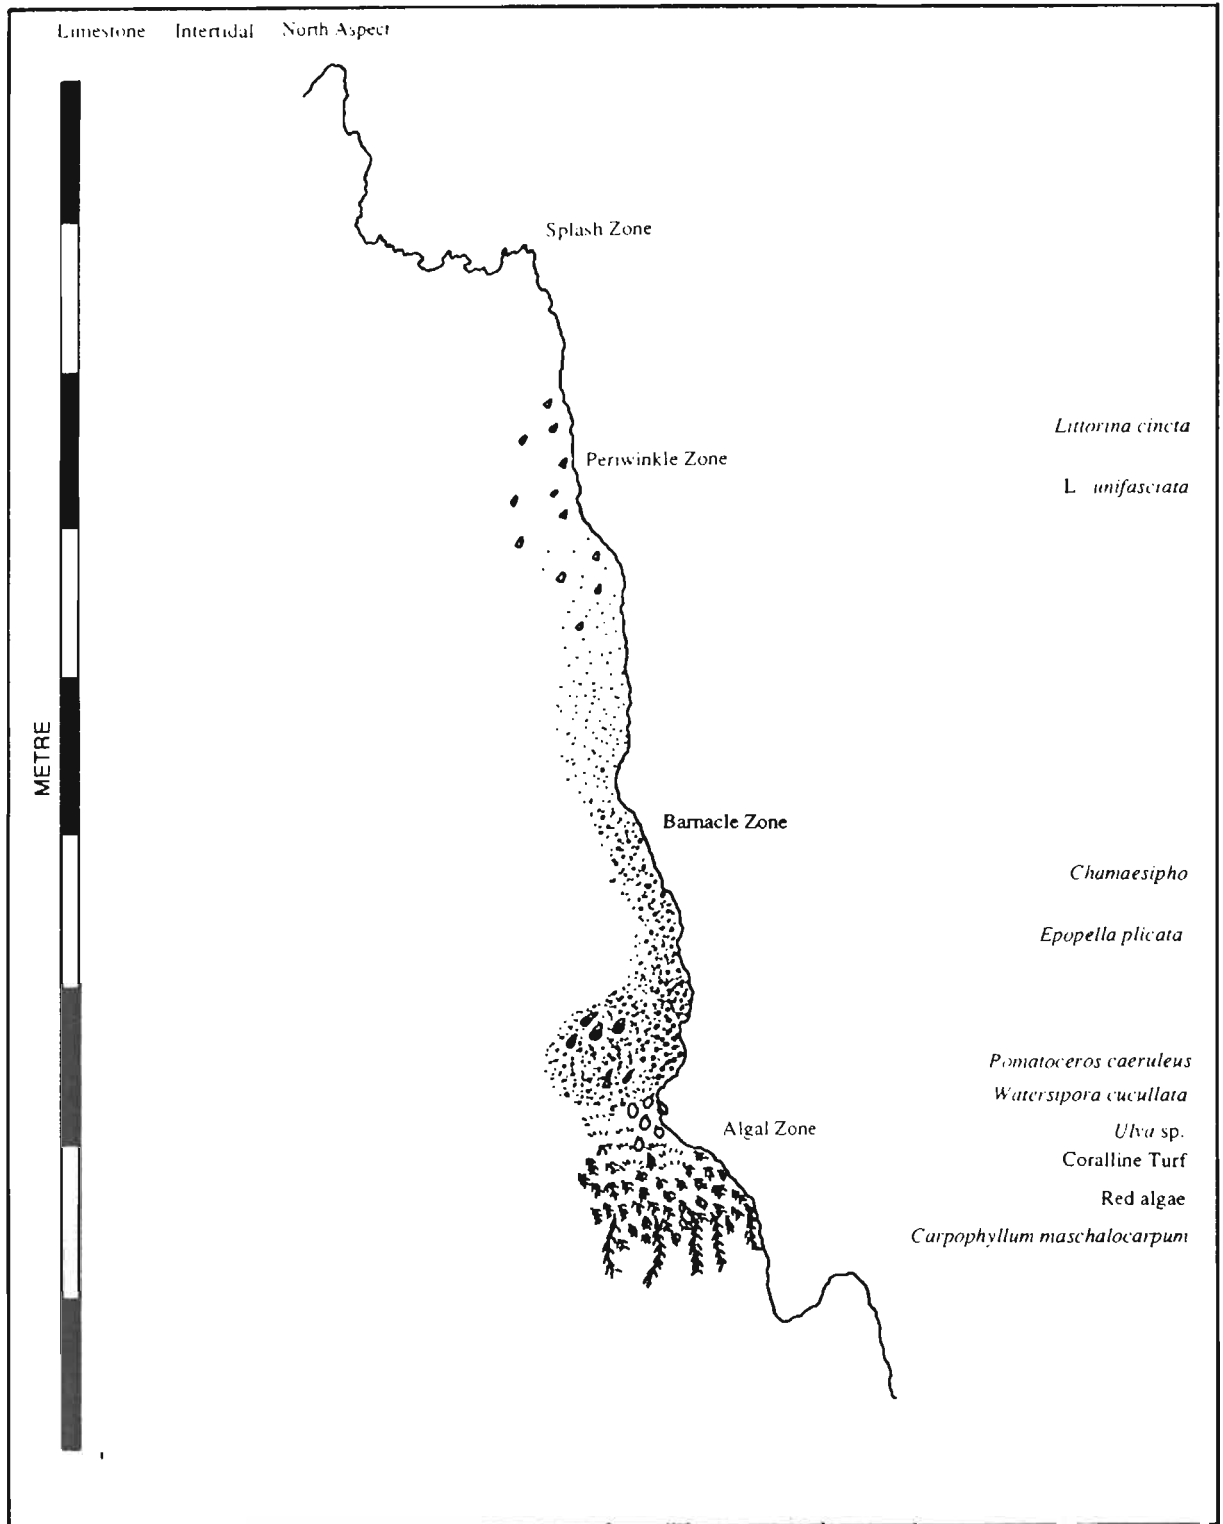 Limestone Intertidal North Aspect
Splash Zone
Littorina cincta
Periwinkle Zone
L unifasciata
METRE
Barnacle Zone
Chamaesipho
Epopella plicata
Pomatoceros caeruleus
Watersipora cucullata
Algal Zone
Ulva sp.
Coralline Turf
Red algae
Carpophyllum maschalocarpum